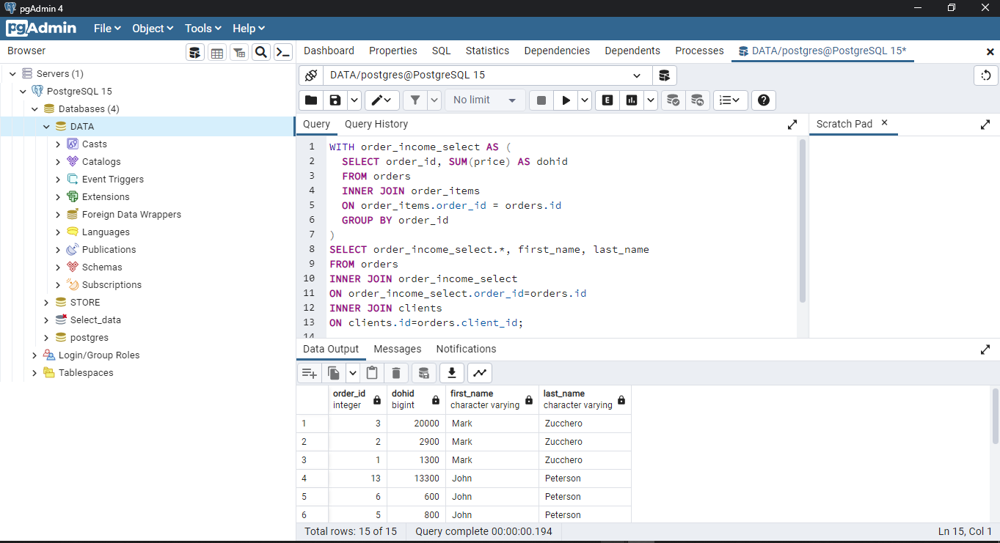 pgAdmin 4
pgAdmin File Object Tools Help
Browser
Servers (1)
PostgreSQL 15
Databases (4)
DATA
Casts
Catalogs
Event Triggers
Extensions
Foreign Data Wrappers
Languages
Publications
Schemas
Subscriptions
STORE
Select_data
postgres
Login/Group Roles
Tablespaces
Dashboard Properties SQL Statistics Dependencies Dependents Processes DATA/postgres@PostgreSQL 15*
DATA/postgres@PostgreSQL 15
No limit
Query Query History
Scratch Pad
1 WITH order_income_select AS (
2 SELECT order_id, SUM(price) AS dohid
3 FROM orders
4 INNER JOIN order_items
5 ON order_items.order_id = orders.id
6 GROUP BY order_id
7 )
8 SELECT order_income_select.*, first_name, last_name
9 FROM orders
10 INNER JOIN order_income_select
11 ON order_income_select.order_id=orders.id
12 INNER JOIN clients
13 ON clients.id=orders.client_id;
14
Data Output Messages Notifications
order_id dohid first_name last_name
integer bigint character varying character varying
1 3 20000 Mark Zucchero
2 2 2900 Mark Zucchero
3 1 1300 Mark Zucchero
4 13 13300 John Peterson
5 6 600 John Peterson
6 5 800 John Peterson
Total rows: 15 of 15 Query complete 00:00:00.194 Ln 15, Col 1